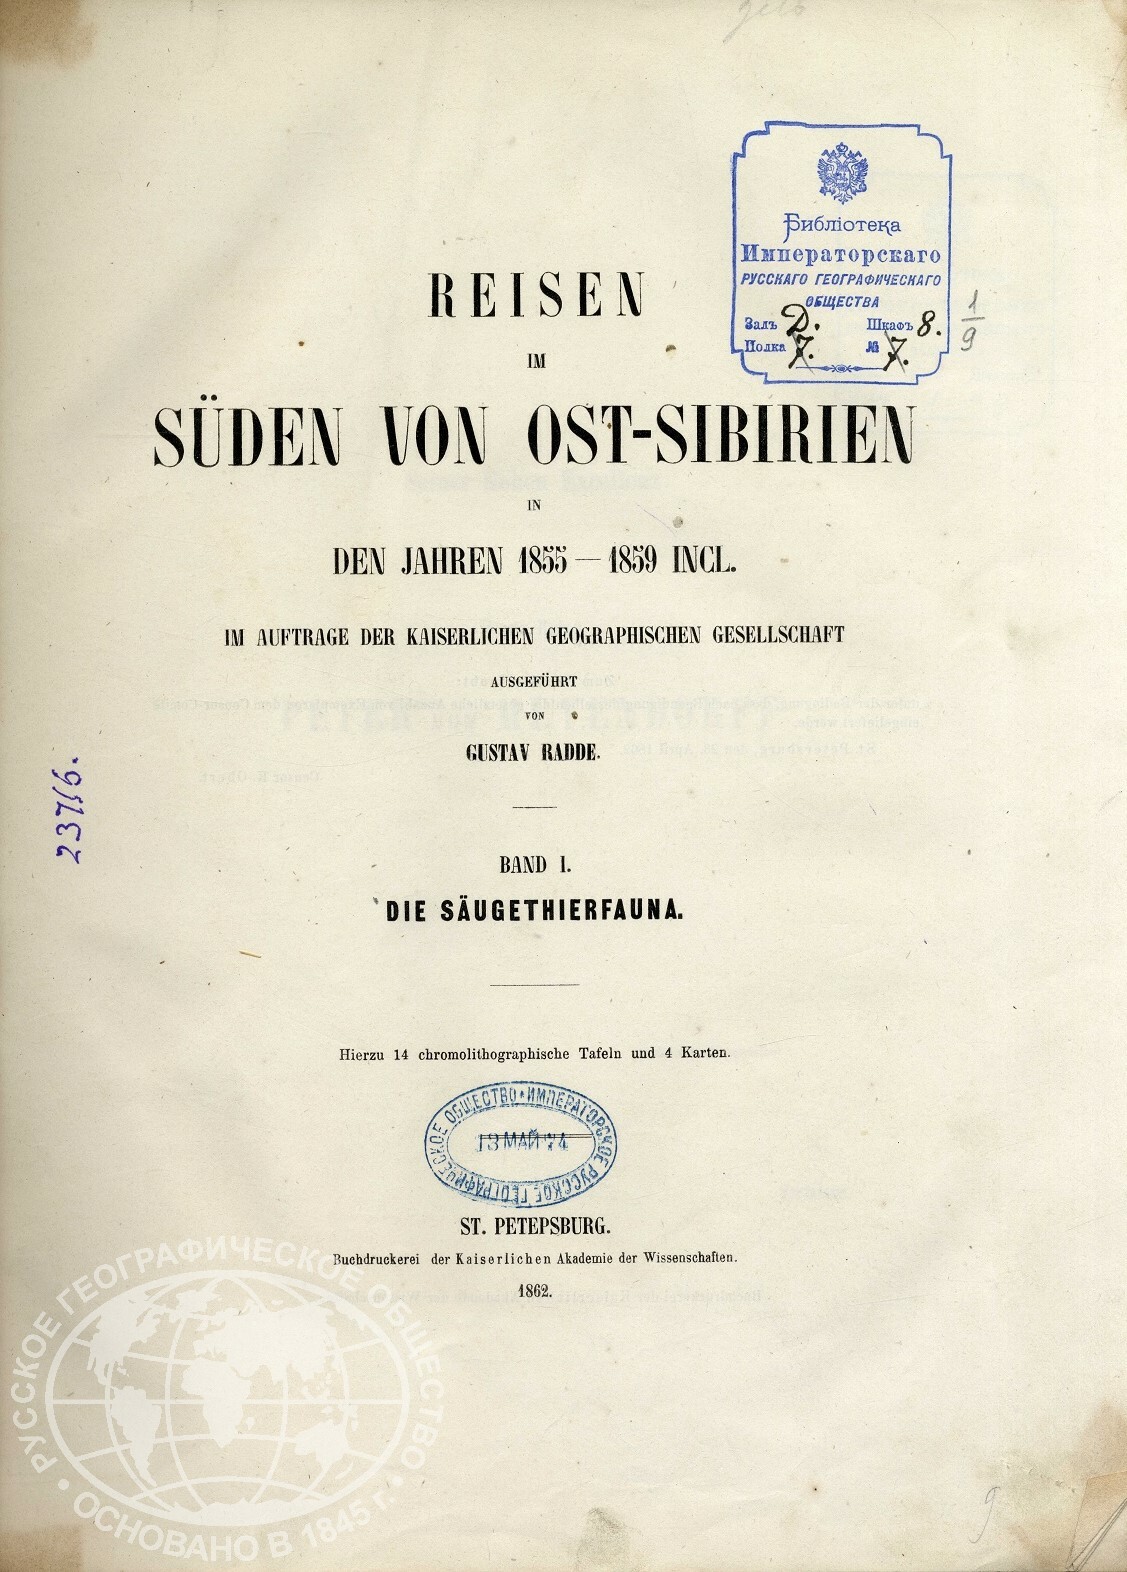 gelb
Библіотека
Императорскаго
РУССКАГО ГЕОГРАФИЧЕСКАГО
ОБЩЕСТВА
Залъ Д. Шкафъ 8.
Полка 7. № 7.
1
9
REISEN
IM
SÜDEN VON OST-SIBIRIEN
IN
DEN JAHREN 1855 — 1859 INCL.
IM AUFTRAGE DER KAISERLICHEN GEOGRAPHISCHEN GESELLSCHAFT
AUSGEFÜHRT
VON
GUSTAV RADDE.
BAND I.
DIE SÄUGETHIERFAUNA.
Hierzu 14 chromolithographische Tafeln und 4 Karten.
ИМПЕРАТОРСКОЕ РУССКОЕ ГЕОГРАФИЧЕСКОЕ ОБЩЕСТВО
13 МАЙ 74
ST. PETEPSBURG.
Buchdruckerei der Kaiserlichen Akademie der Wissenschaften.
1862.
РУССКОЕ ГЕОГРАФИЧЕСКОЕ ОБЩЕСТВО
ОСНОВАНО В 1845 г.
9